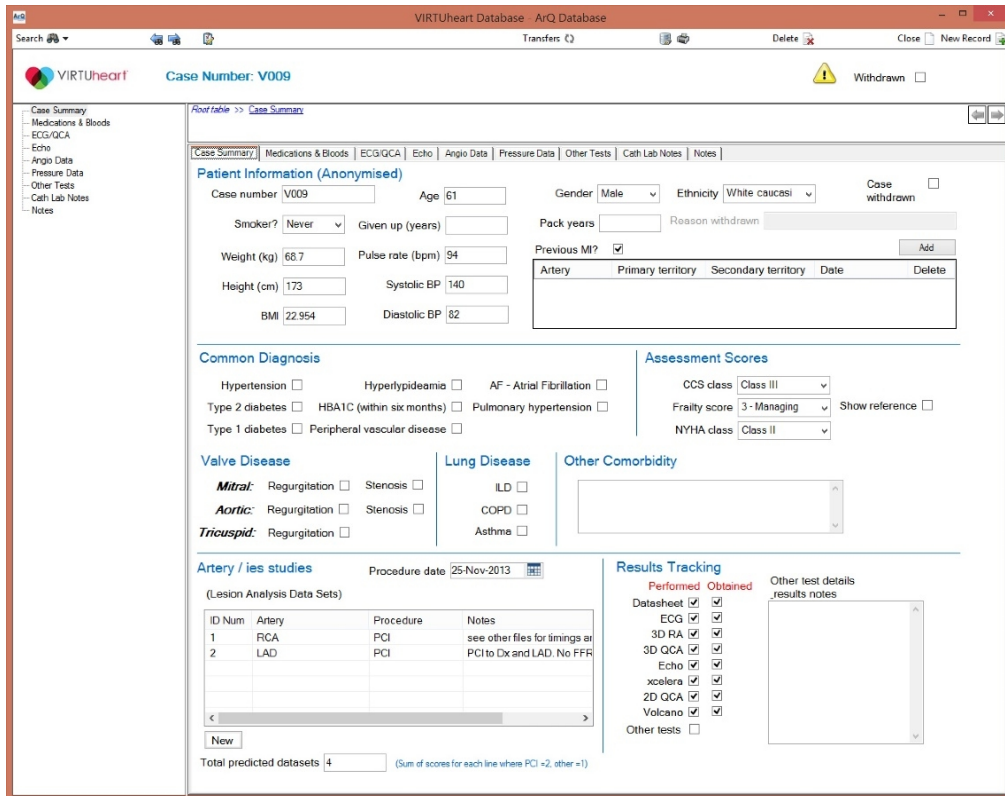 ArQ
VIRTUheart Database - ArQ Database
Search Transfers Delete Close New Record
VIRTUheart Case Number: V009 Withdrawn
Case Summary
Medications & Bloods
ECG/QCA
Echo
Angio Data
Pressure Data
Other Tests
Cath Lab Notes
Notes
Root table >> Case Summary
Case Summary Medications & Bloods ECG/QCA Echo Angio Data Pressure Data Other Tests Cath Lab Notes Notes
Patient Information (Anonymised)
Case number V009 Age 61 Gender Male Ethnicity White caucasi Case withdrawn
Smoker? Never Given up (years) Pack years Reason withdrawn
Weight (kg) 68.7 Pulse rate (bpm) 94 Previous MI? Add
Artery Primary territory Secondary territory Date Delete
Height (cm) 173 Systolic BP 140
BMI 22.954 Diastolic BP 82
Common Diagnosis
Hypertension Hyperlypideamia AF - Atrial Fibrillation
Type 2 diabetes HBA1C (within six months) Pulmonary hypertension
Type 1 diabetes Peripheral vascular disease
Assessment Scores
CCS class Class III
Frailty score 3 - Managing Show reference
NYHA class Class II
Valve Disease
Mitral: Regurgitation Stenosis
Aortic: Regurgitation Stenosis
Tricuspid: Regurgitation
Lung Disease
ILD
COPD
Asthma
Other Comorbidity
Artery / ies studies Procedure date 25-Nov-2013
(Lesion Analysis Data Sets)
ID Num Artery Procedure Notes
1 RCA PCI see other files for timings ar
2 LAD PCI PCI to Dx and LAD. No FFR
New
Total predicted datasets 4 (Sum of scores for each line where PCI =2, other =1)
Results Tracking
Performed Obtained
Datasheet
ECG
3D RA
3D QCA
Echo
xcelera
2D QCA
Volcano
Other tests
Other test details
_results notes